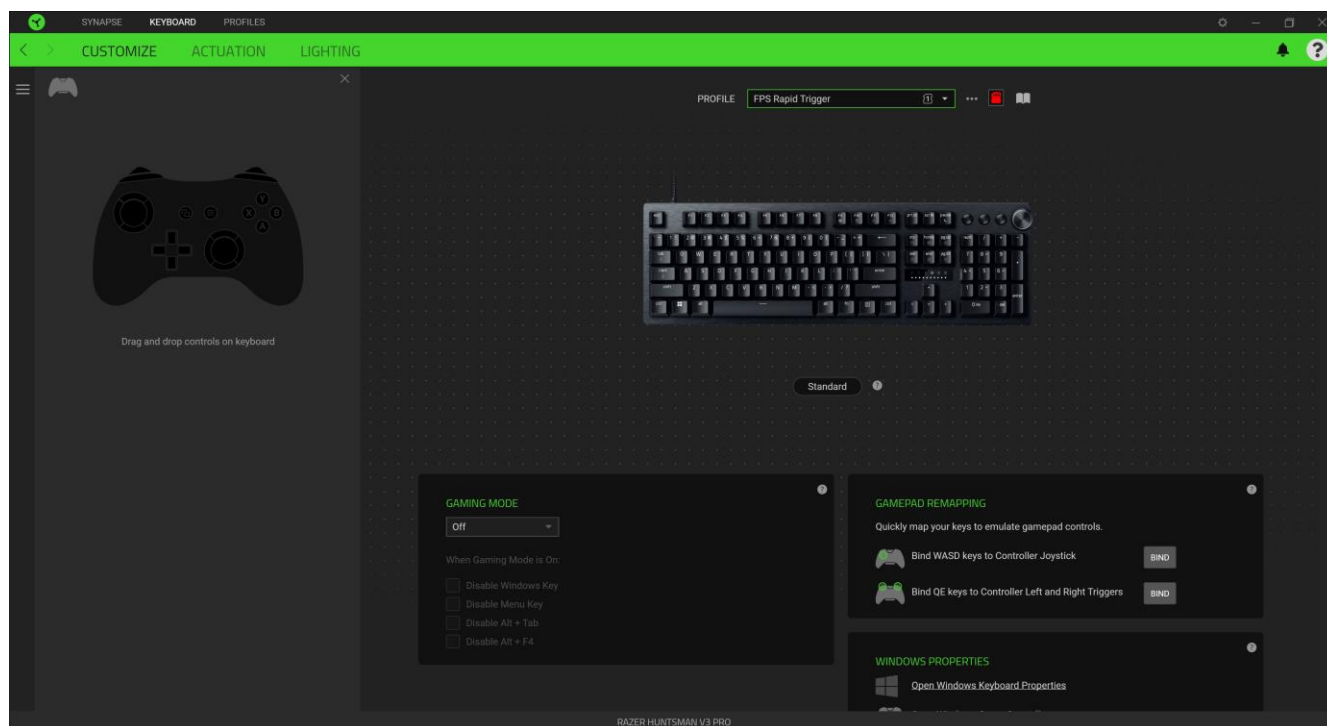 SYNAPSE KEYBOARD PROFILES
CUSTOMIZE ACTUATION LIGHTING
?
PROFILE FPS Rapid Trigger 1
Y
X B
A
Drag and drop controls on keyboard
Standard ?
GAMING MODE ?
Off
When Gaming Mode is On:
Disable Windows Key
Disable Menu Key
Disable Alt + Tab
Disable Alt + F4
GAMEPAD REMAPPING ?
Quickly map your keys to emulate gamepad controls.
Bind WASD keys to Controller Joystick BIND
Bind QE keys to Controller Left and Right Triggers BIND
WINDOWS PROPERTIES ?
Open Windows Keyboard Properties
RAZER HUNTSMAN V3 PRO